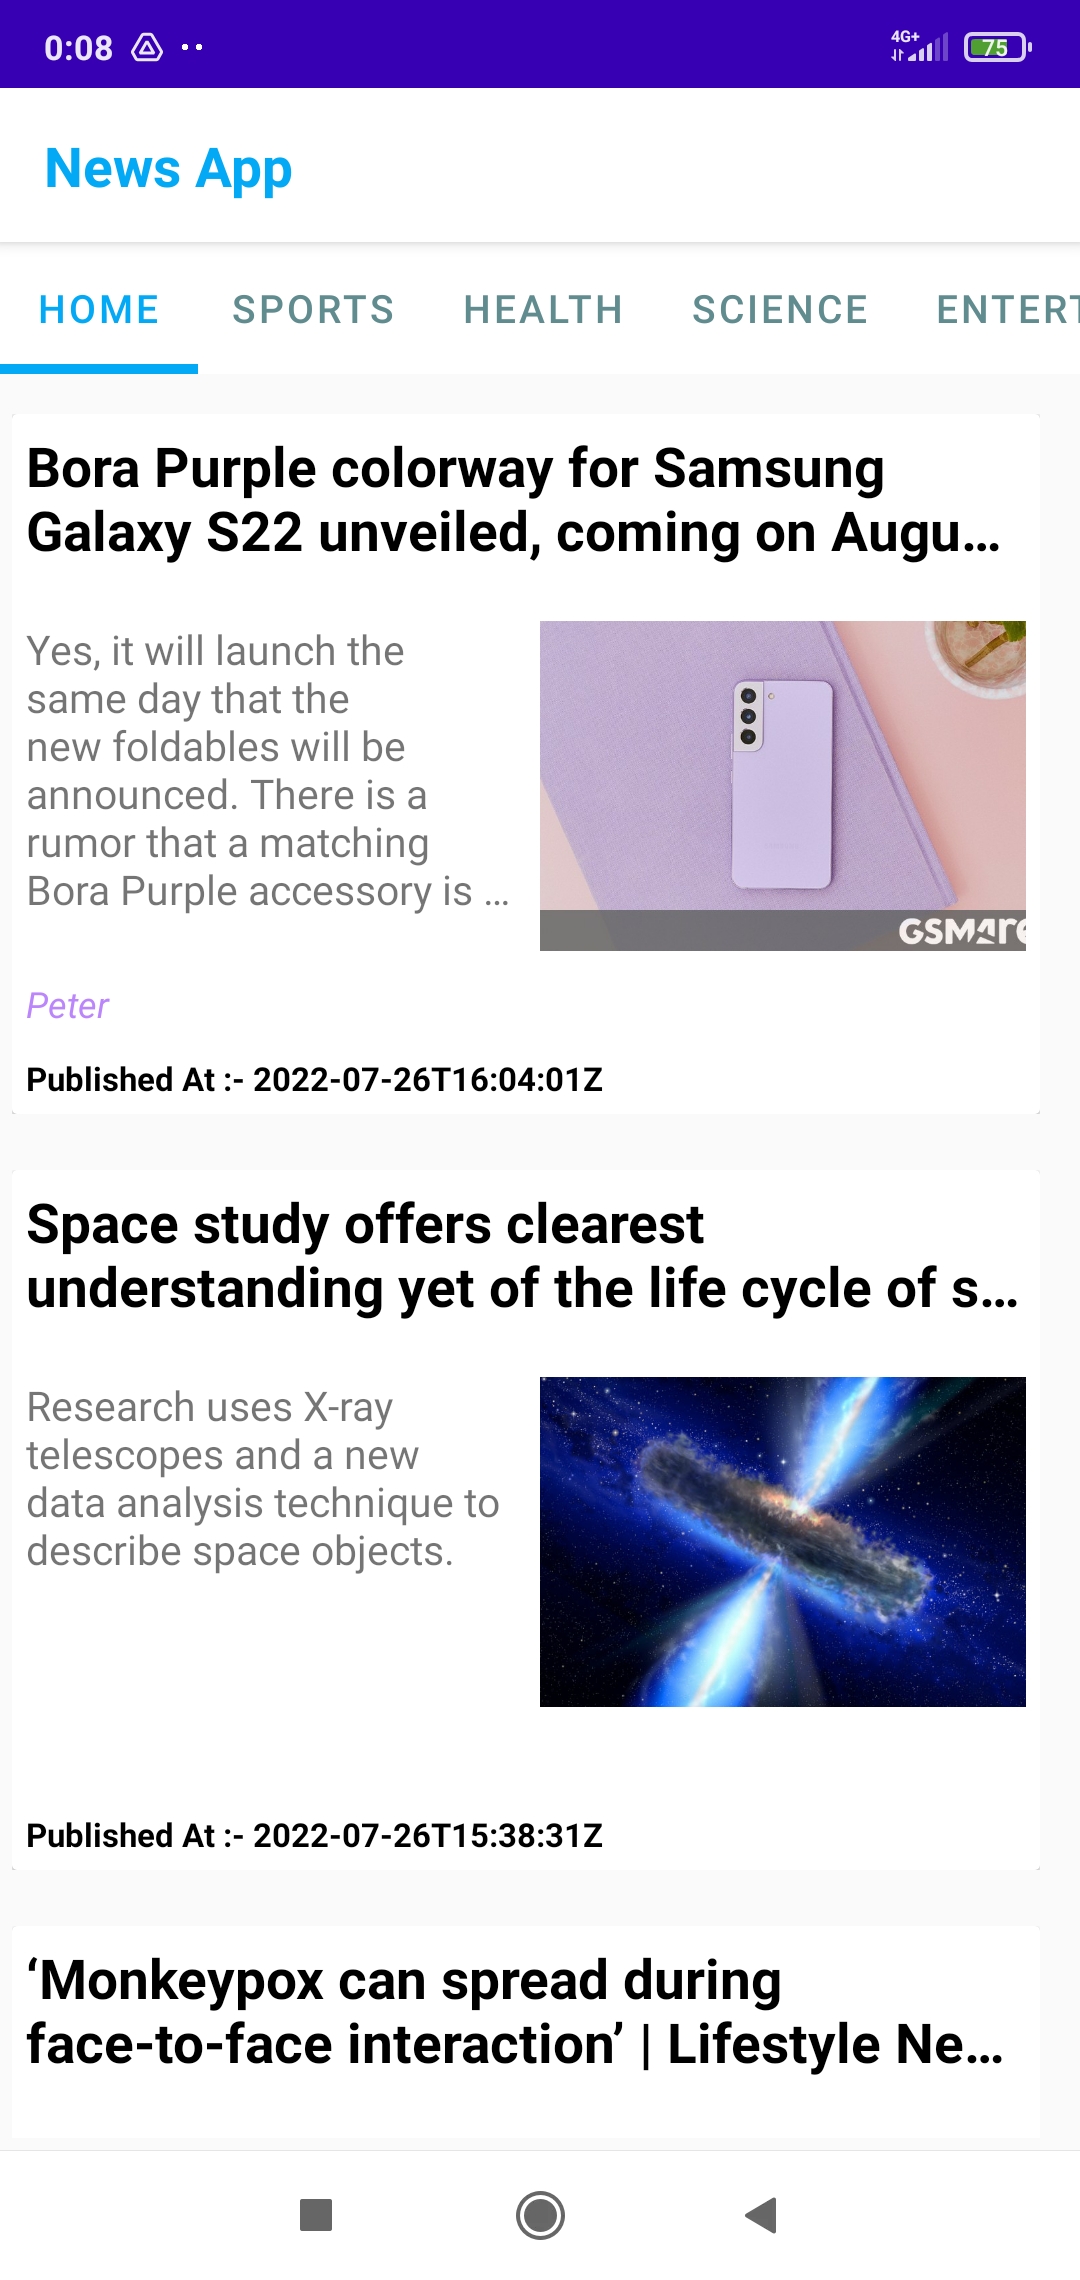 0:08
4G+
75
News App
HOME SPORTS HEALTH SCIENCE ENTERT
Bora Purple colorway for Samsung
Galaxy S22 unveiled, coming on Augu...
Yes, it will launch the
same day that the
new foldables will be
announced. There is a
rumor that a matching
Bora Purple accessory is ...
GSMare
Peter
Published At :- 2022-07-26T16:04:01Z
Space study offers clearest
understanding yet of the life cycle of s...
Research uses X-ray
telescopes and a new
data analysis technique to
describe space objects.
Published At :- 2022-07-26T15:38:31Z
‘Monkeypox can spread during
face-to-face interaction’ | Lifestyle Ne...